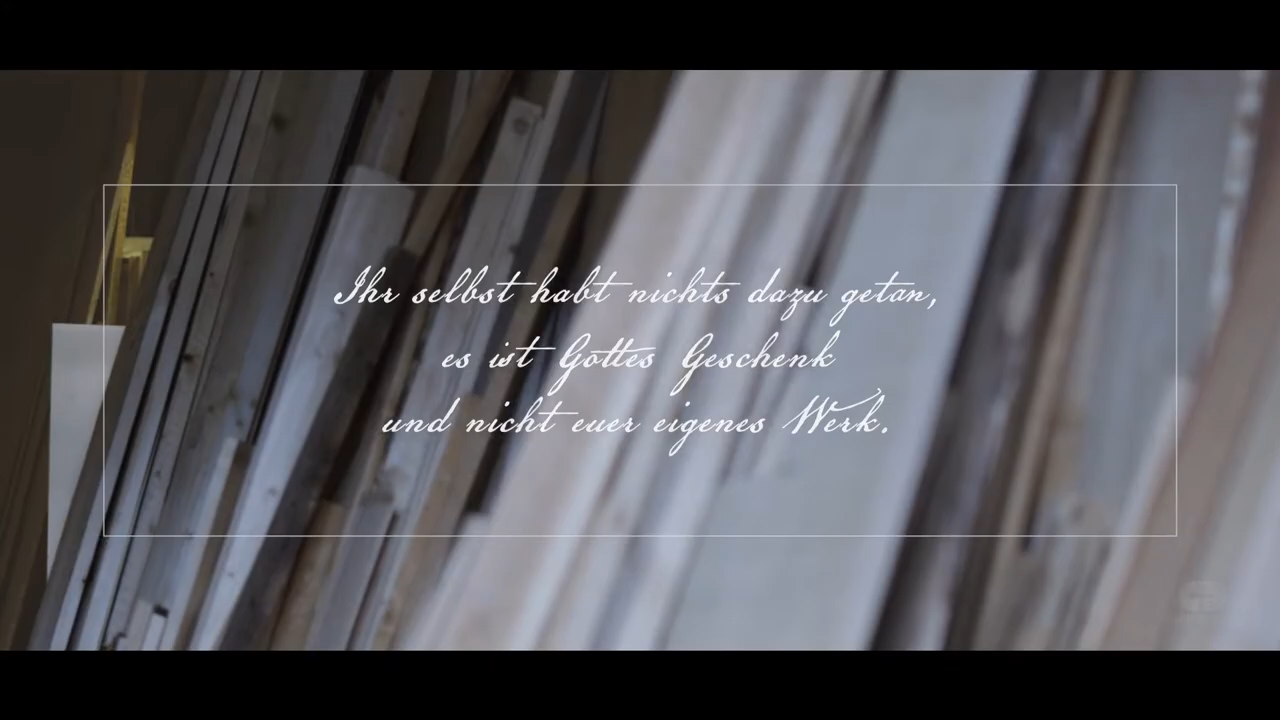 Ihr selbst habt nichts dazu getan,
es ist Gottes Geschenk
und nicht euer eigenes Werk.